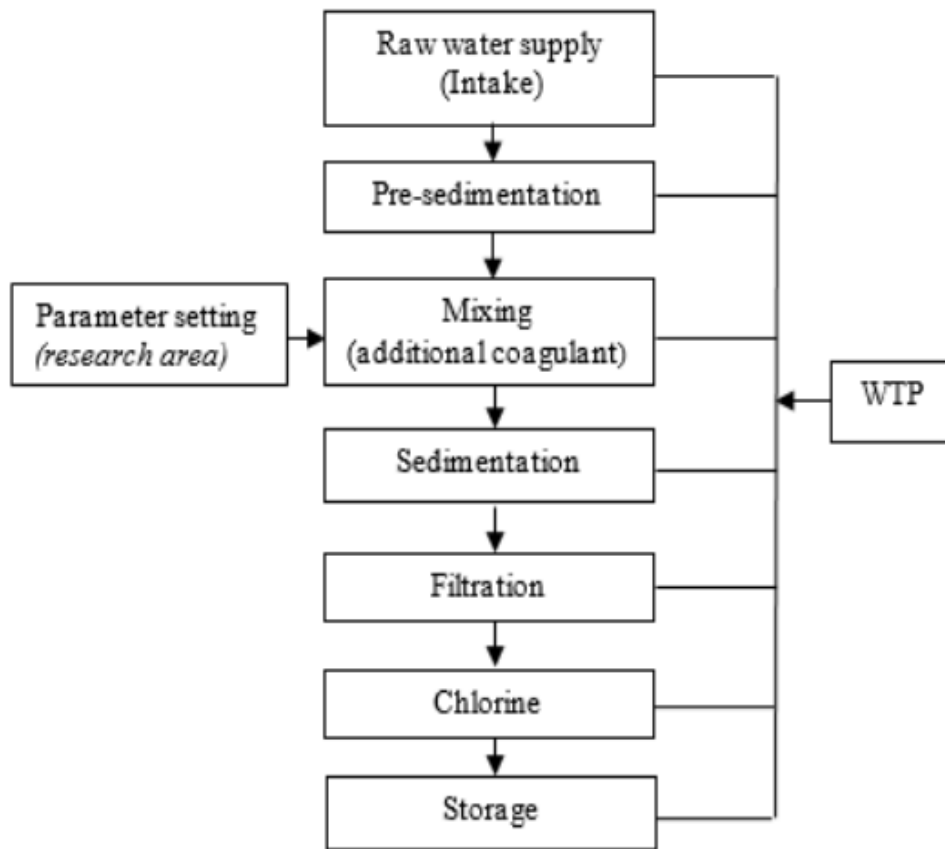 Raw water supply
(Intake)
Pre-sedimentation
Parameter setting
(research area)
Mixing
(additional coagulant)
WTP
Sedimentation
Filtration
Chlorine
Storage